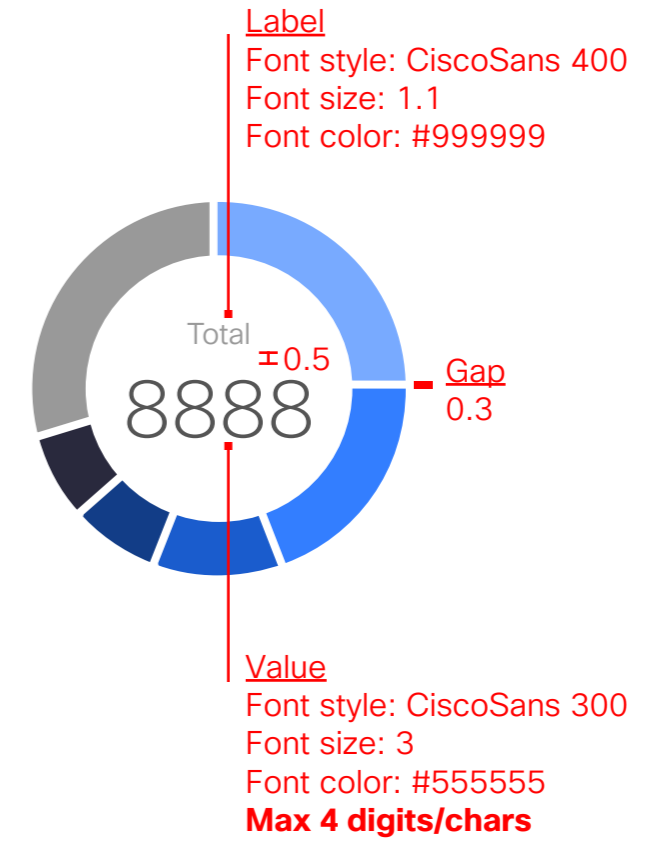 Label
Font style: CiscoSans 400
Font size: 1.1
Font color: #999999
Total
0.5
8888
Gap
0.3
Value
Font style: CiscoSans 300
Font size: 3
Font color: #555555
Max 4 digits/chars